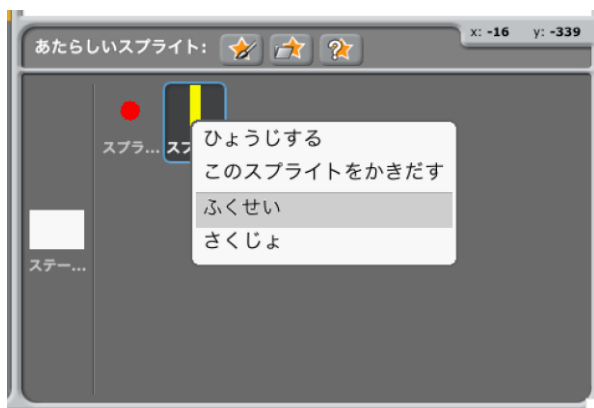 x: -16 y: -339
あたらしいスプライト:
スプラ... スプ
ひょうじする
このスプライトをかきだす
ふくせい
さくじょ
ステー...